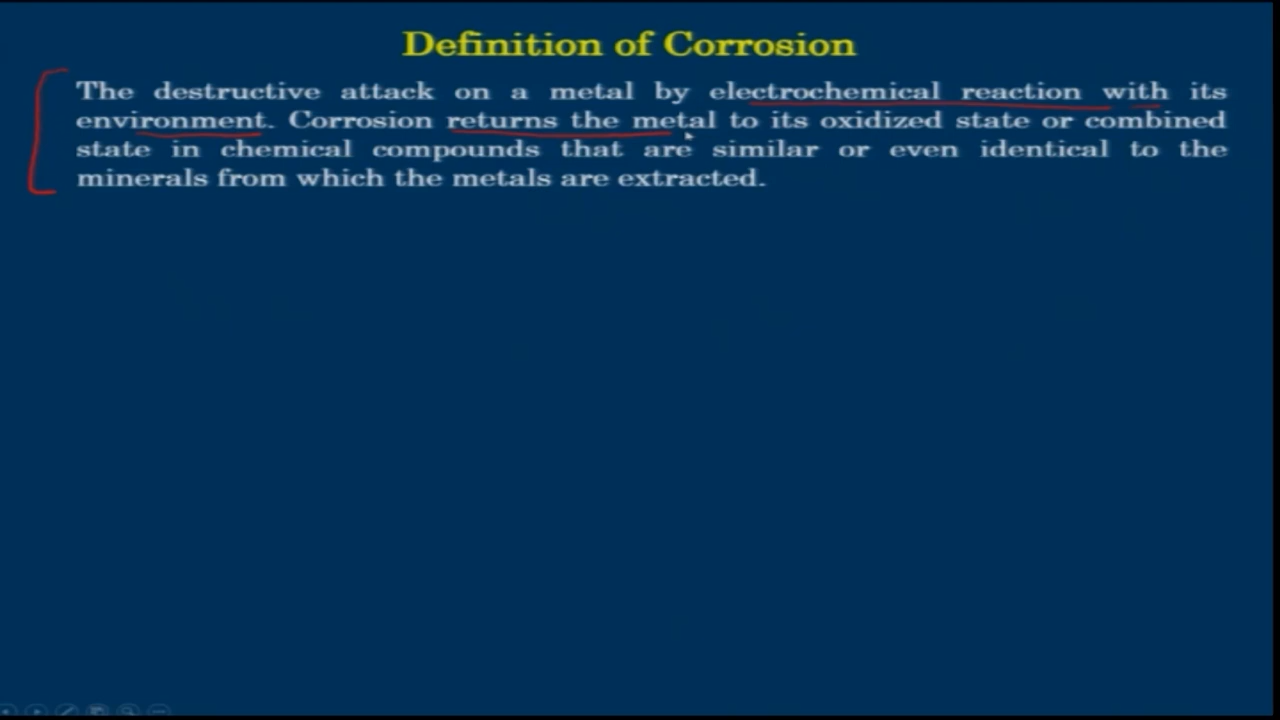 Definition of Corrosion
The destructive attack on a metal by electrochemical reaction with its
environment. Corrosion returns the metal to its oxidized state or combined
state in chemical compounds that are similar or even identical to the
minerals from which the metals are extracted.